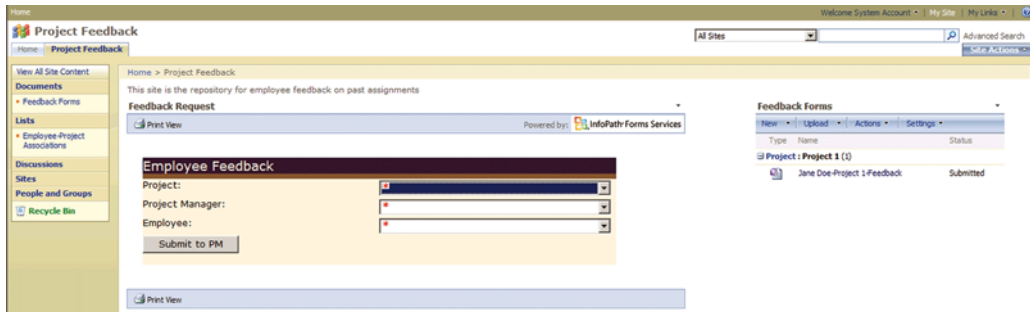 Home
Welcome System Account
My Site
My Links
Project Feedback
All Sites
Advanced Search
Home
Project Feedback
Site Actions
View All Site Content
Documents
Feedback Forms
Lists
Employee-Project
Associations
Discussions
Sites
People and Groups
Recycle Bin
Home > Project Feedback
This site is the repository for employee feedback on past assignments
Feedback Request
Print View
Powered by: InfoPath Forms Services
Employee Feedback
Project:
*
Project Manager:
*
Employee:
*
Submit to PM
Print View
Feedback Forms
New Upload Actions Settings
Type Name Status
Project : Project 1 (1)
Jane Doe-Project 1-Feedback Submitted